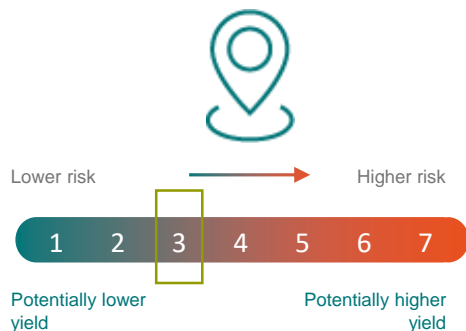 Lower risk Higher risk
1 2 3 4 5 6 7
Potentially lower Potentially higher
yield yield